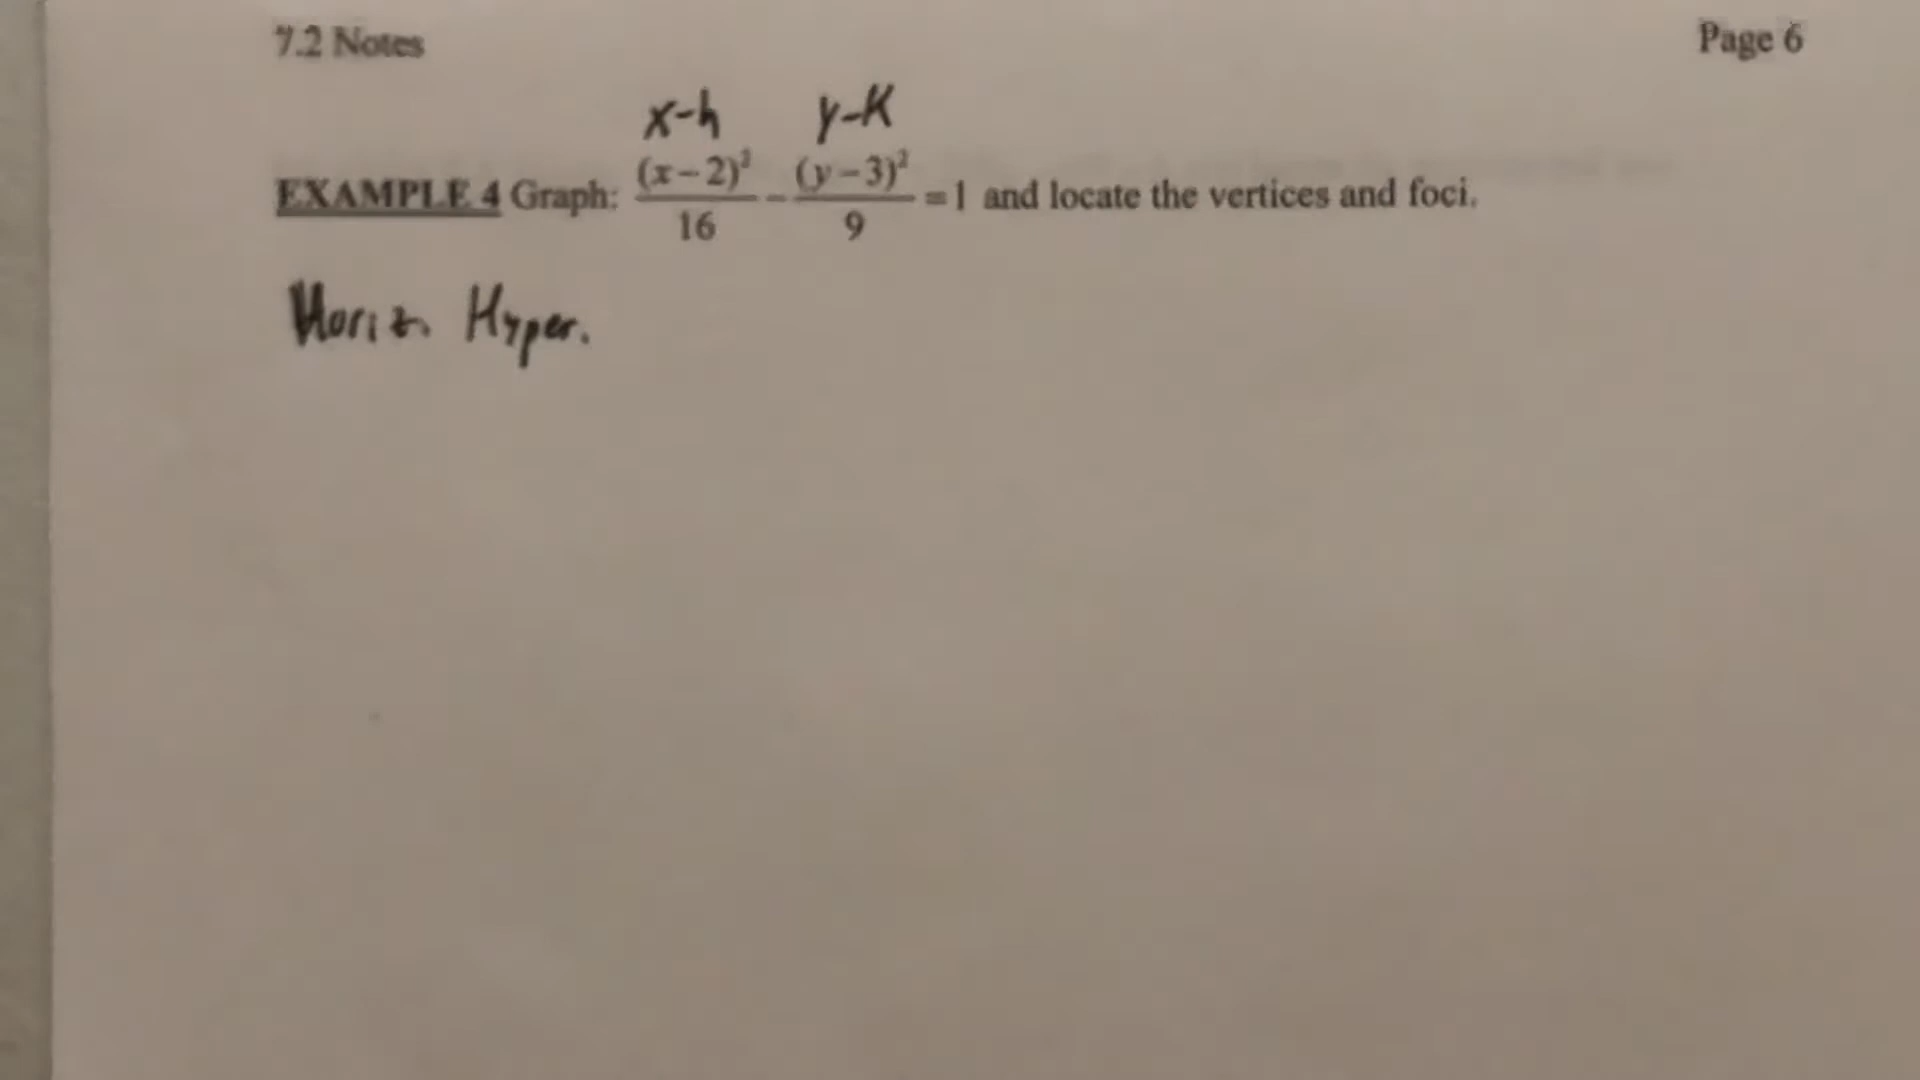 7.2 Notes Page 6
x-h y-K
EXAMPLE 4 Graph: (x-2)²/16 - (y-3)²/9 = 1 and locate the vertices and foci.
Horiz. Hyper.